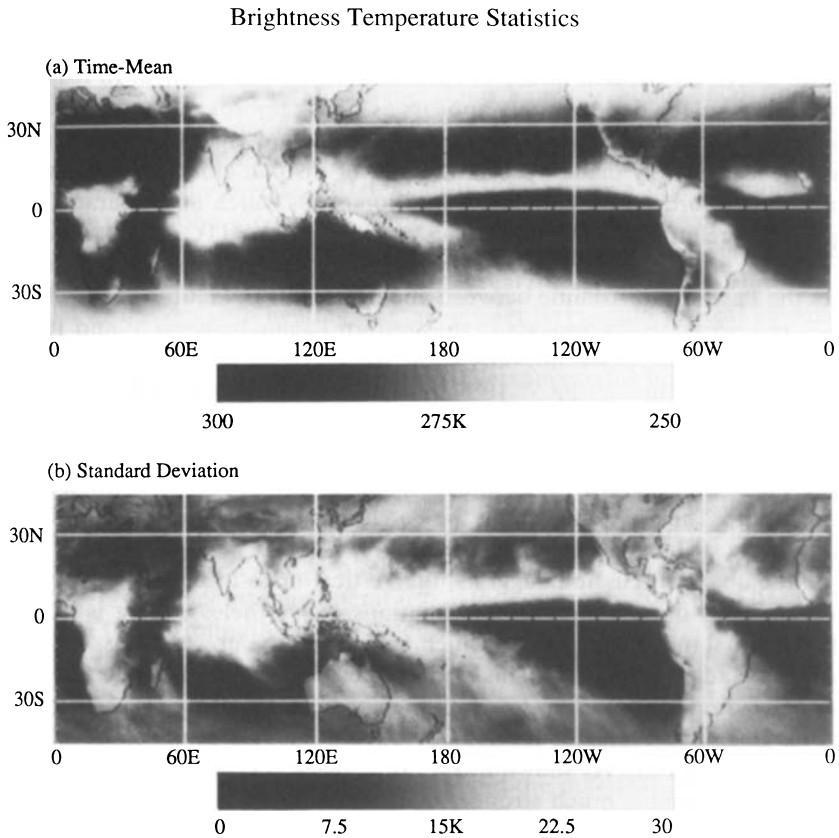 Brightness Temperature Statistics
(a) Time-Mean
30N
0
30S
0 60E 120E 180 120W 60W 0
300 275K 250
(b) Standard Deviation
30N
0
30S
0 60E 120E 180 120W 60W 0
0 7.5 15K 22.5 30